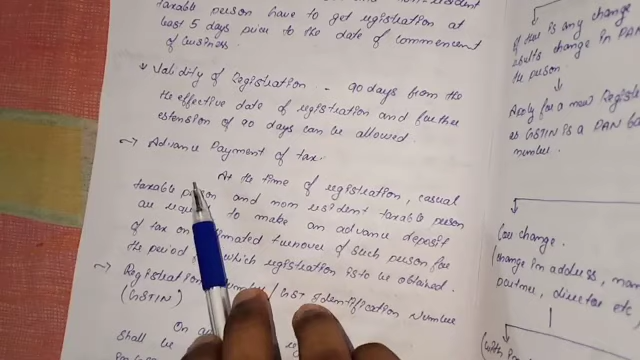 taxable person have to get registration at
least 5 days prior to the date of commencent
of business.
Validity of Registration - 90 days from the
the effective date of registration and further
extension of 90 days can be allowed.
→ Advance Payment of tax.
At the time of registration, casual
taxable person and non resident taxable person
are to make an advance deposit
of tax on estimated turnover of such person for
the period which registration is to be obtained.
→ Registration Number / GST Identification Number
(GSTIN)
On
Shall be
If there is any change
results change in PAN
the person.
Apply for a new Regist
as GSTIN is a PAN ba
number.
Core change.
(change in address, nam
partner, director etc